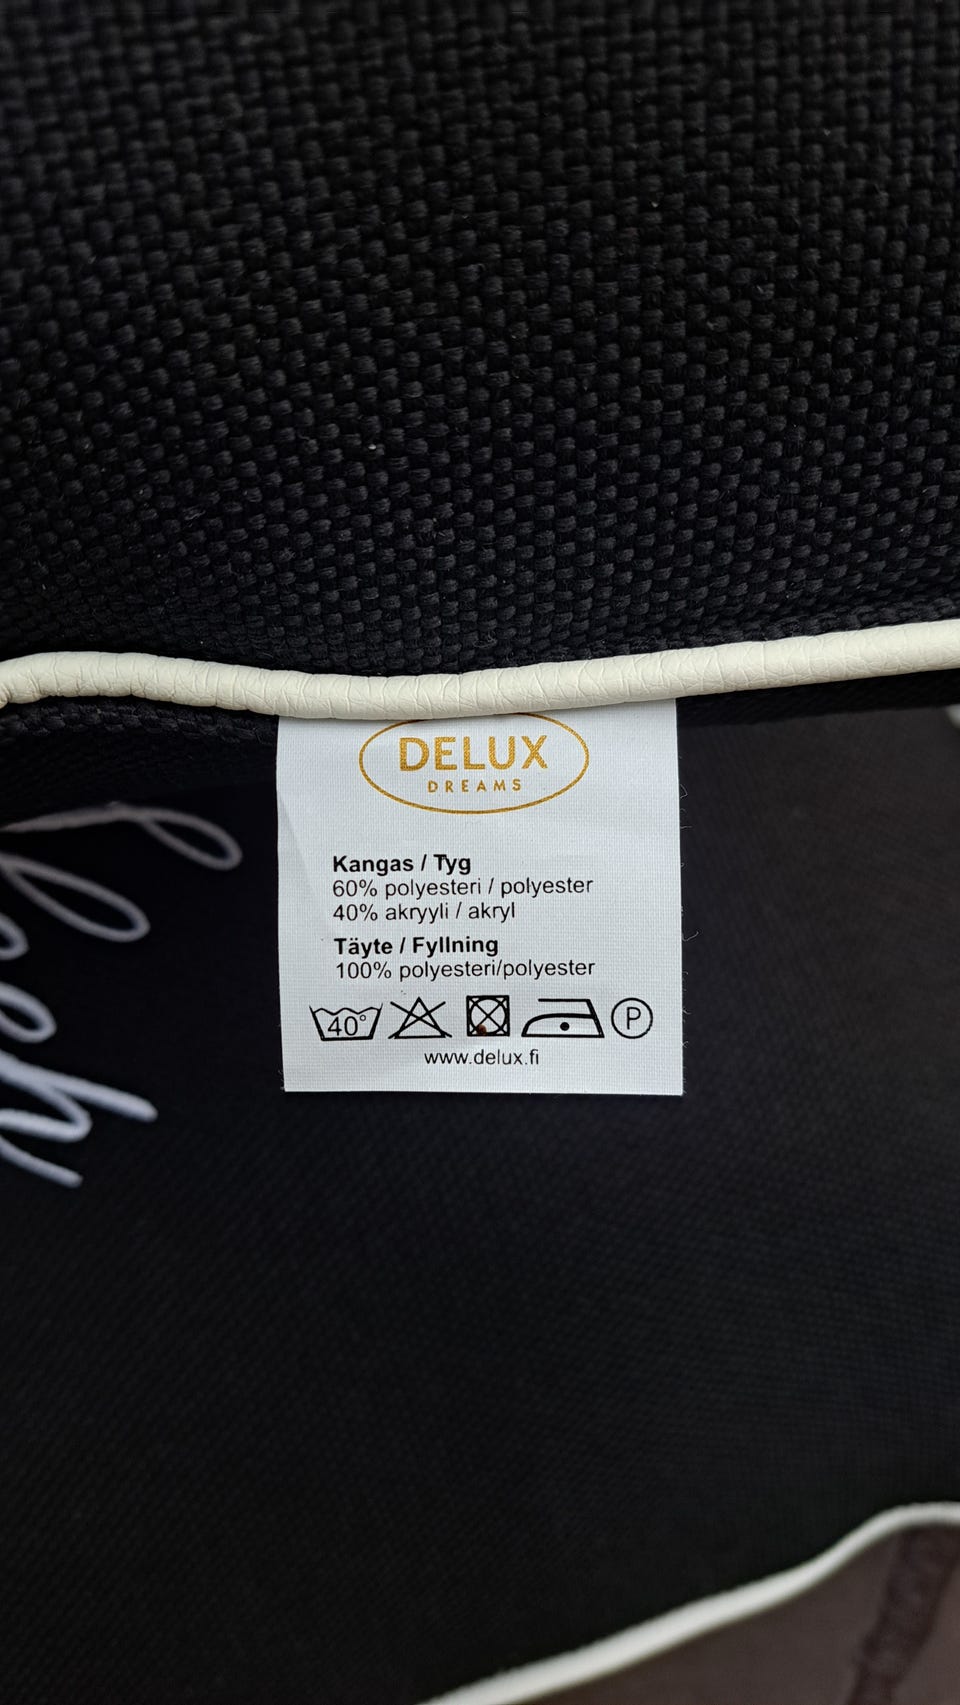 DELUX
DREAMS
Kangas / Tyg
60% polyesteri / polyester
40% akryyli / akryl
Täyte / Fyllning
100% polyesteri/polyester
40° P
www.delux.fi